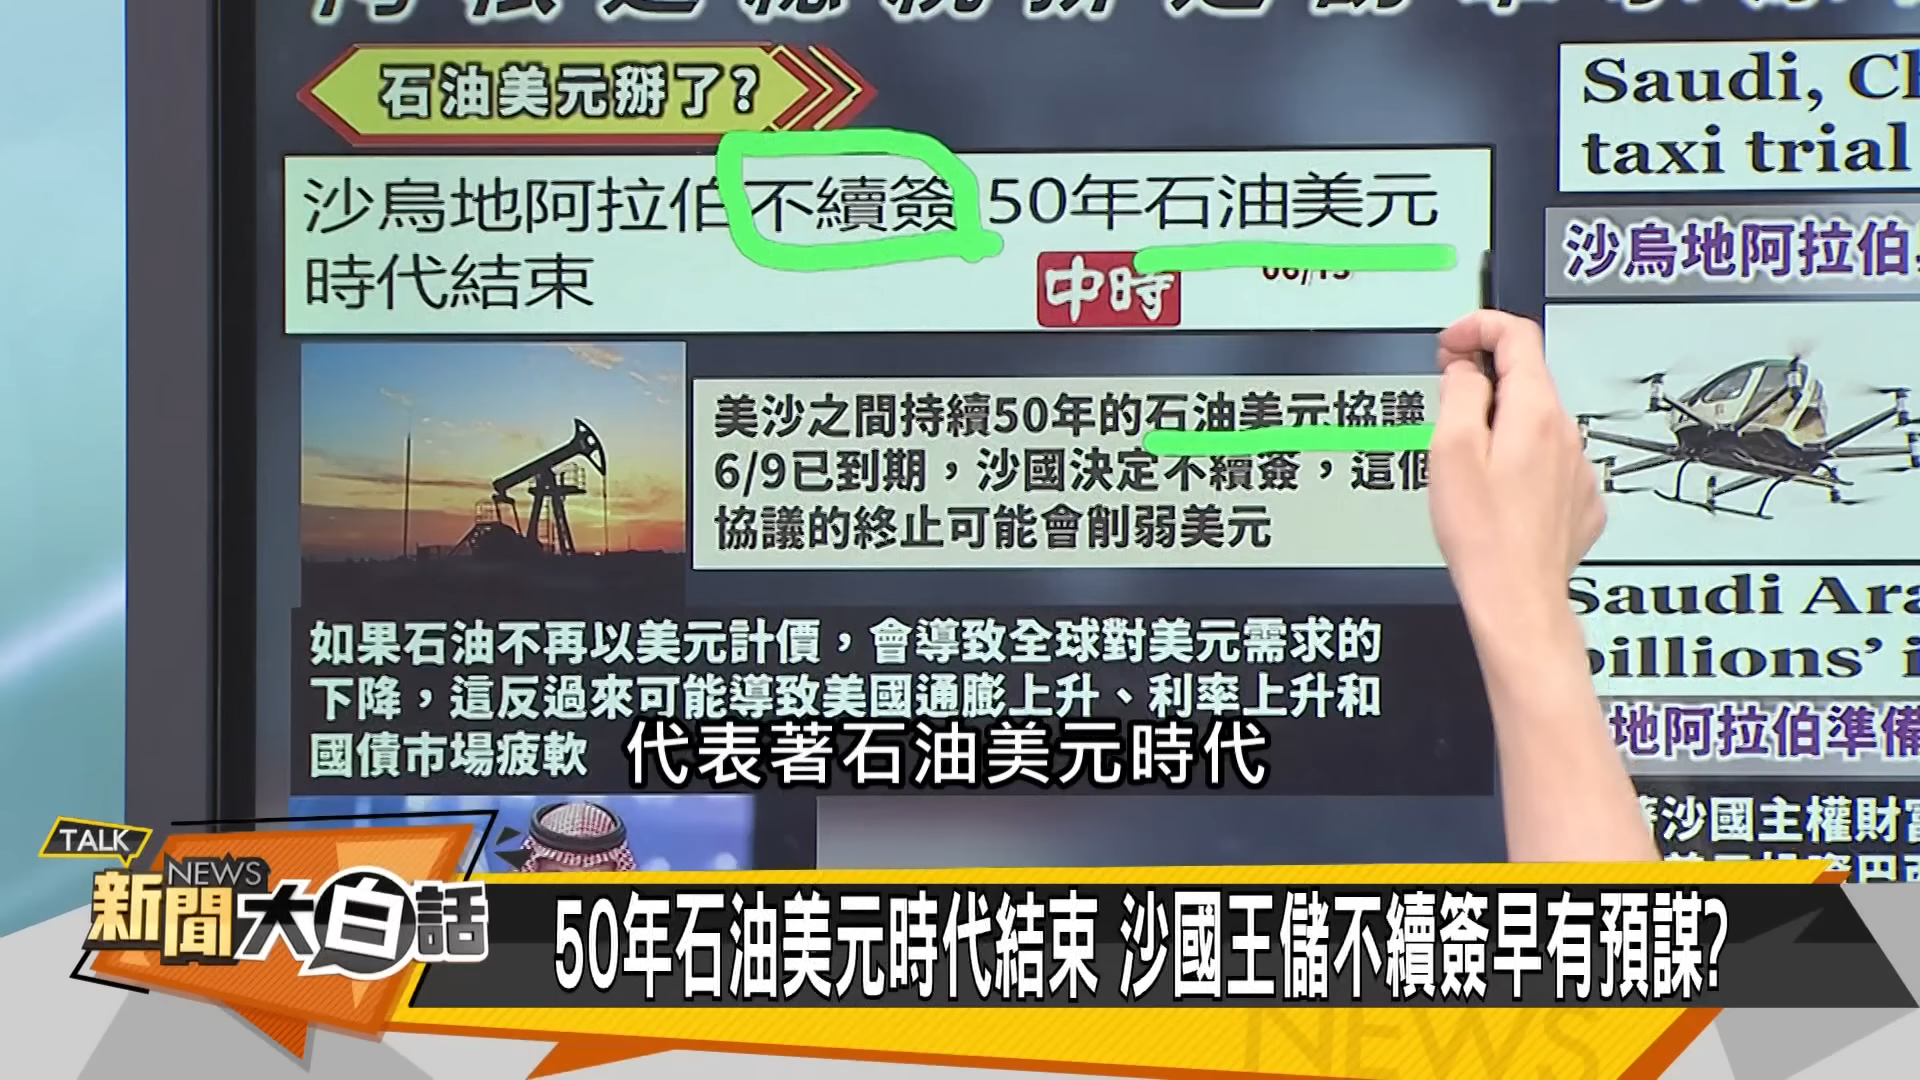 石油美元掰了?
沙烏地阿拉伯不續簽 50年石油美元
時代結束
中時
美沙之間持續50年的石油美元協議
6/9已到期，沙國決定不續簽，這個
協議的終止可能會削弱美元
如果石油不再以美元計價，會導致全球對美元需求的
下降，這反過來可能導致美國通膨上升、利率上升和
國債市場疲軟
Saudi, Ch
taxi trial
沙烏地阿拉伯
Saudi Ara
billions' i
地阿拉伯準備
沙國主權財富
代表著石油美元時代
TALK
NEWS
新聞大白話
50年石油美元時代結束 沙國王儲不續簽早有預謀?
NEWS